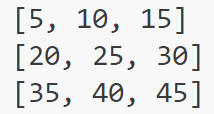 [5, 10, 15]
[20, 25, 30]
[35, 40, 45]